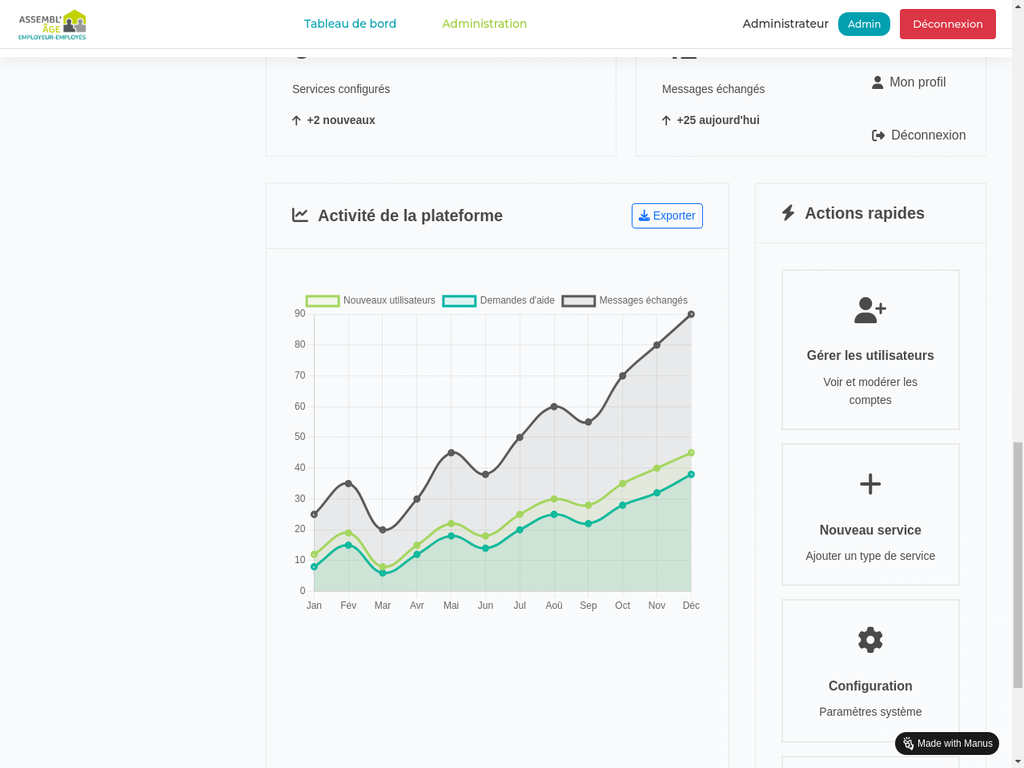 ASSEMBL'
ÂGE
EMPLOYEUR-EMPLOYÉS
Tableau de bord
Administration
Administrateur
Admin
Déconnexion
Services configurés
+2 nouveaux
Messages échangés
+25 aujourd'hui
Mon profil
Déconnexion
Activité de la plateforme
Exporter
Nouveaux utilisateurs
Demandes d'aide
Messages échangés
90
80
70
60
50
40
30
20
10
0
Jan
Fév
Mar
Avr
Mai
Jun
Jul
Aoû
Sep
Oct
Nov
Déc
Actions rapides
Gérer les utilisateurs
Voir et modérer les
comptes
Nouveau service
Ajouter un type de service
Configuration
Paramètres système
Made with Manus